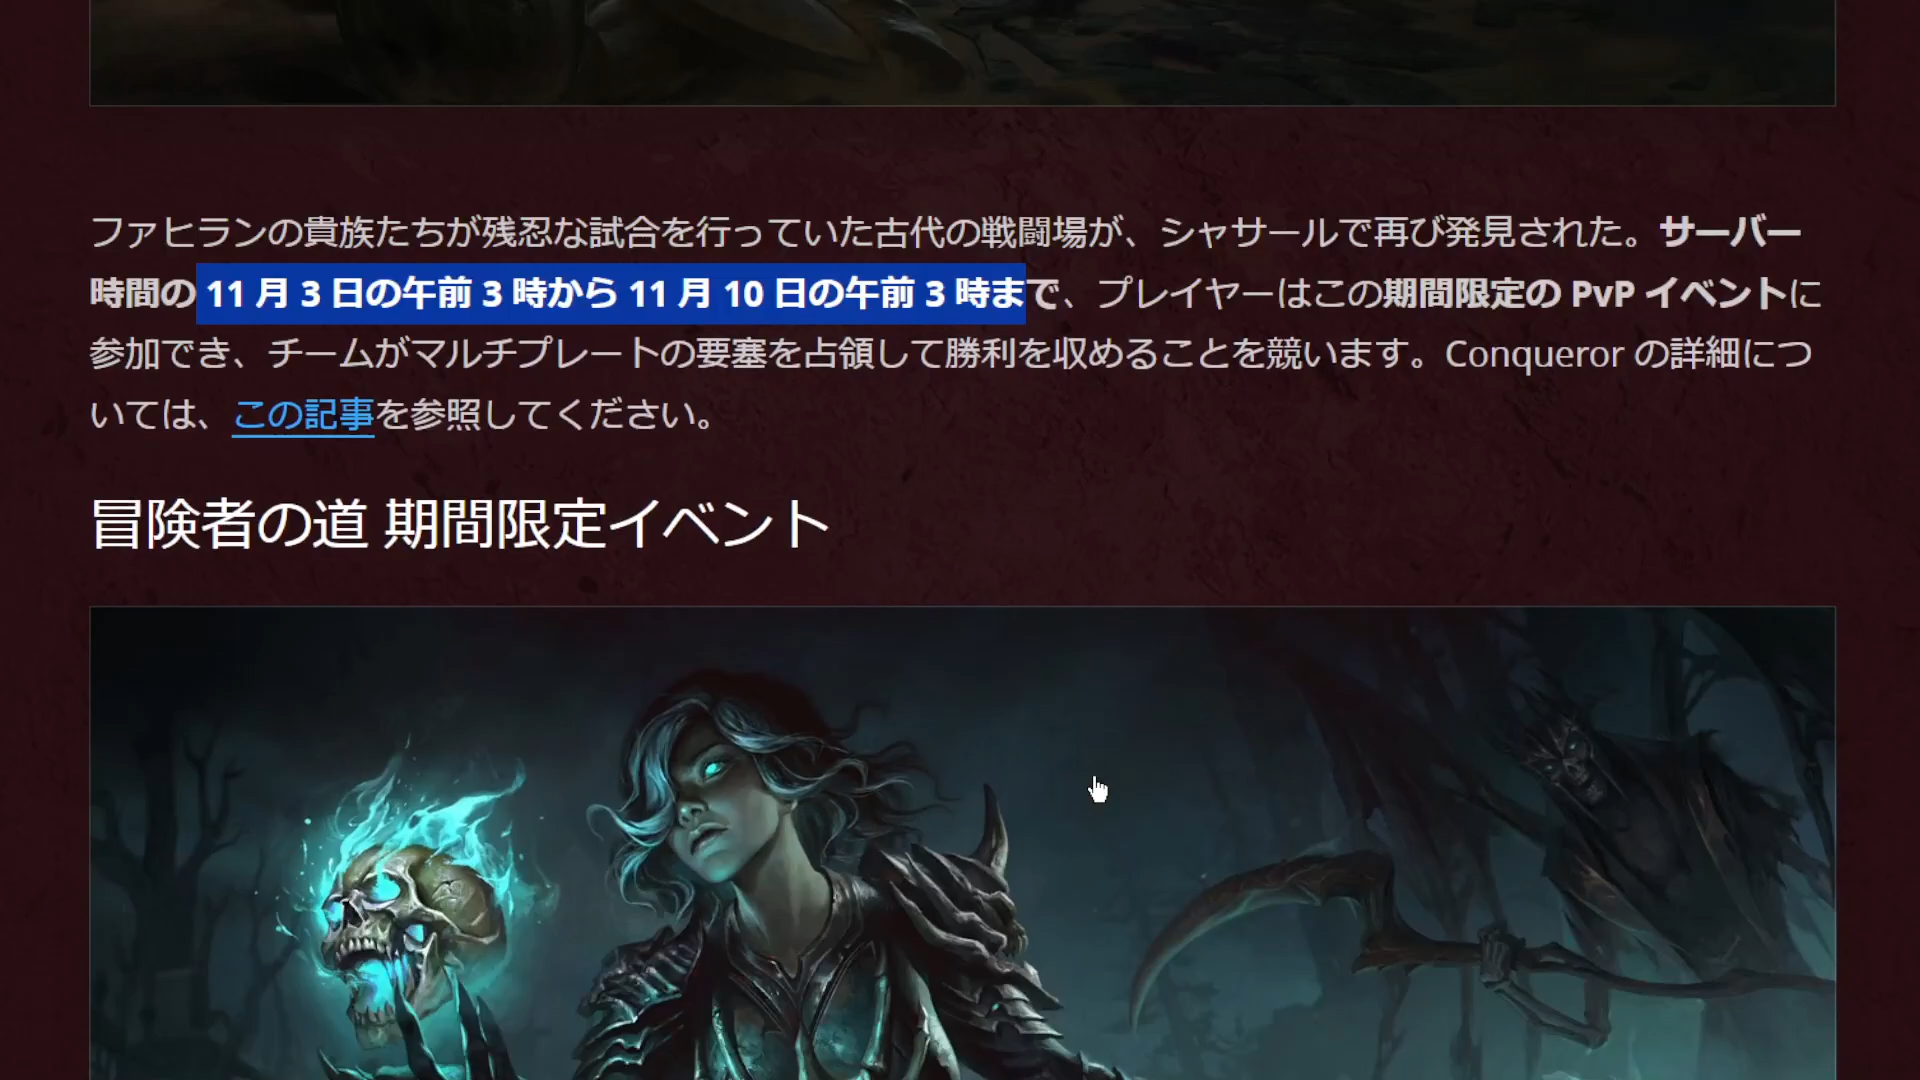 ファヒランの貴族たちが残忍な試合を行っていた古代の戦闘場が、シャサールで再び発見された。サーバー
時間の 11 月 3 日の午前 3 時から 11 月 10 日の午前 3 時まで、プレイヤーはこの期間限定の PvP イベントに
参加でき、チームがマルチプレートの要塞を占領して勝利を収めることを競います。Conqueror の詳細につ
いては、この記事を参照してください。
冒険者の道 期間限定イベント